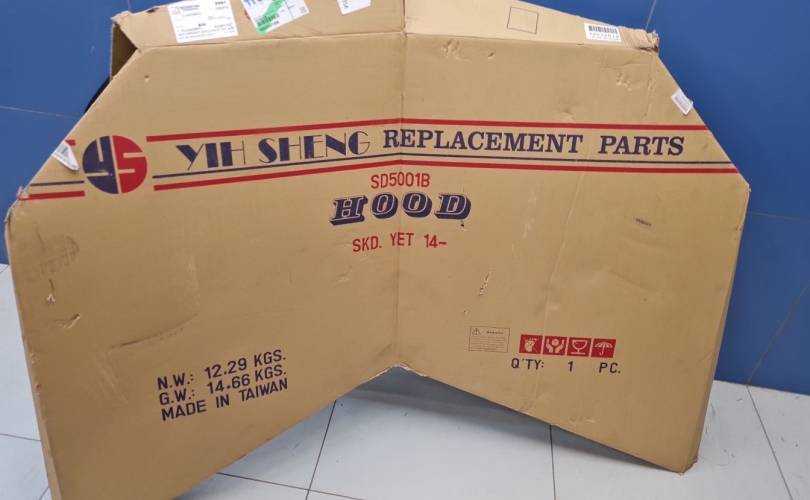 YS YIH SHENG REPLACEMENT PARTS
SD5001B
HOOD
SKD. YET 14-
N.W.: 12.29 KGS.
G.W.: 14.66 KGS.
MADE IN TAIWAN
Q'TY: 1 PC.